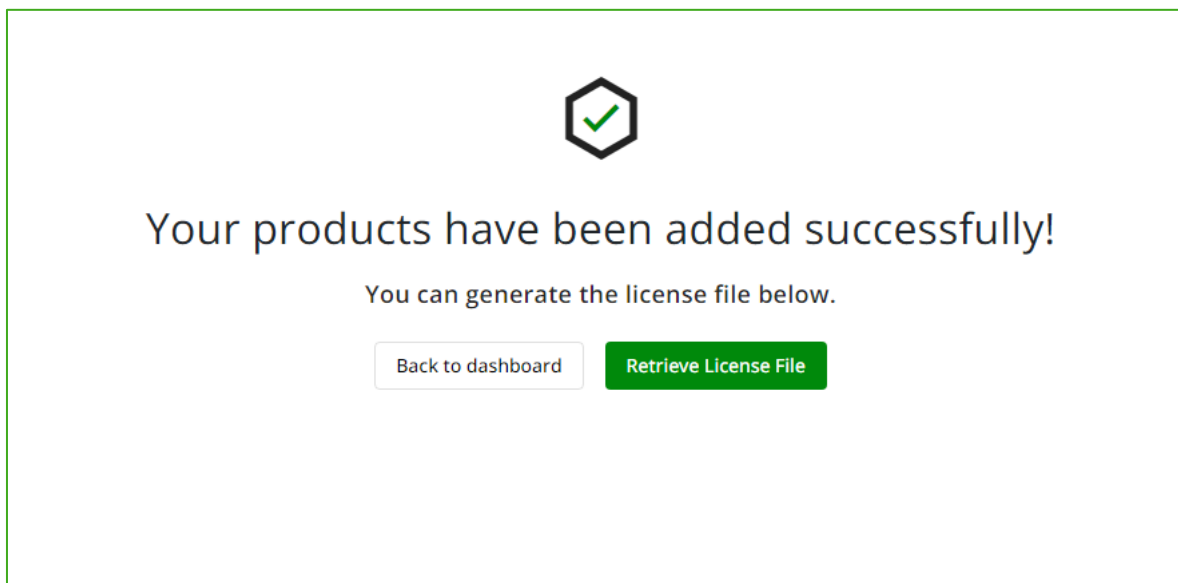 Your products have been added successfully!
You can generate the license file below.
Back to dashboard
Retrieve License File